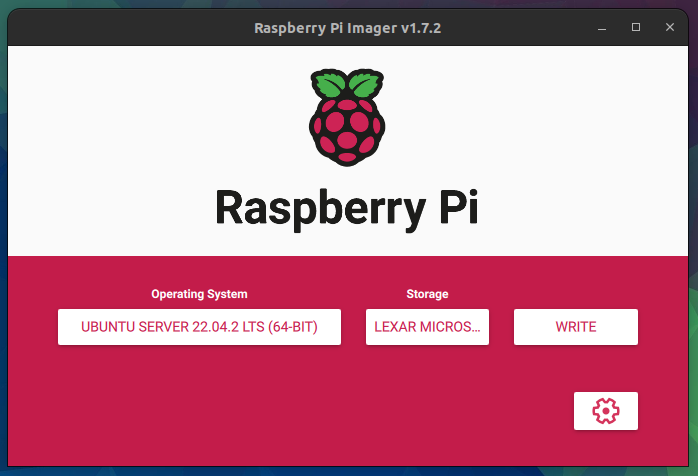 Raspberry Pi Imager v1.7.2
Raspberry Pi
Operating System
Storage
UBUNTU SERVER 22.04.2 LTS (64-BIT)
LEXAR MICROS…
WRITE